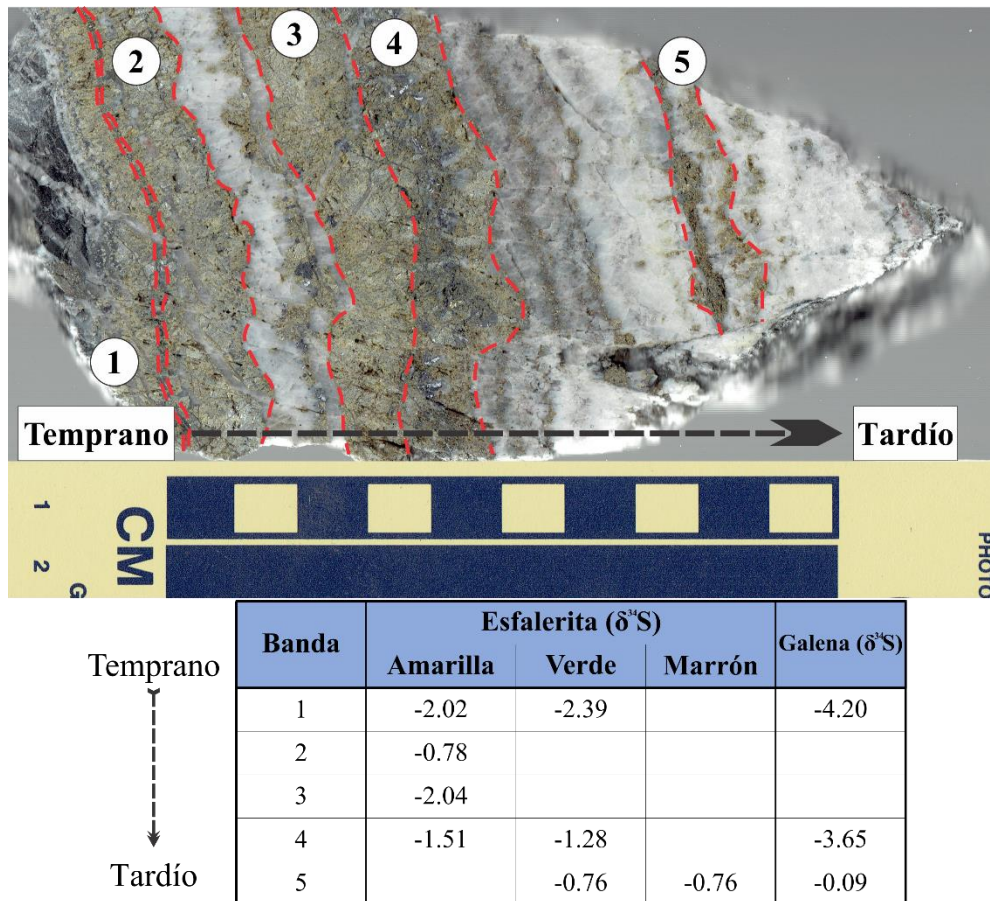 1
2
3
4
5
Temprano
Tardío
1
2
CM
G
PHOTO
Temprano
Tardío
Banda Esfalerita (δ³⁴S) Galena (δ³⁴S)
Amarilla Verde Marrón
1 -2.02 -2.39 -4.20
2 -0.78
3 -2.04
4 -1.51 -1.28 -3.65
5 -0.76 -0.76 -0.09